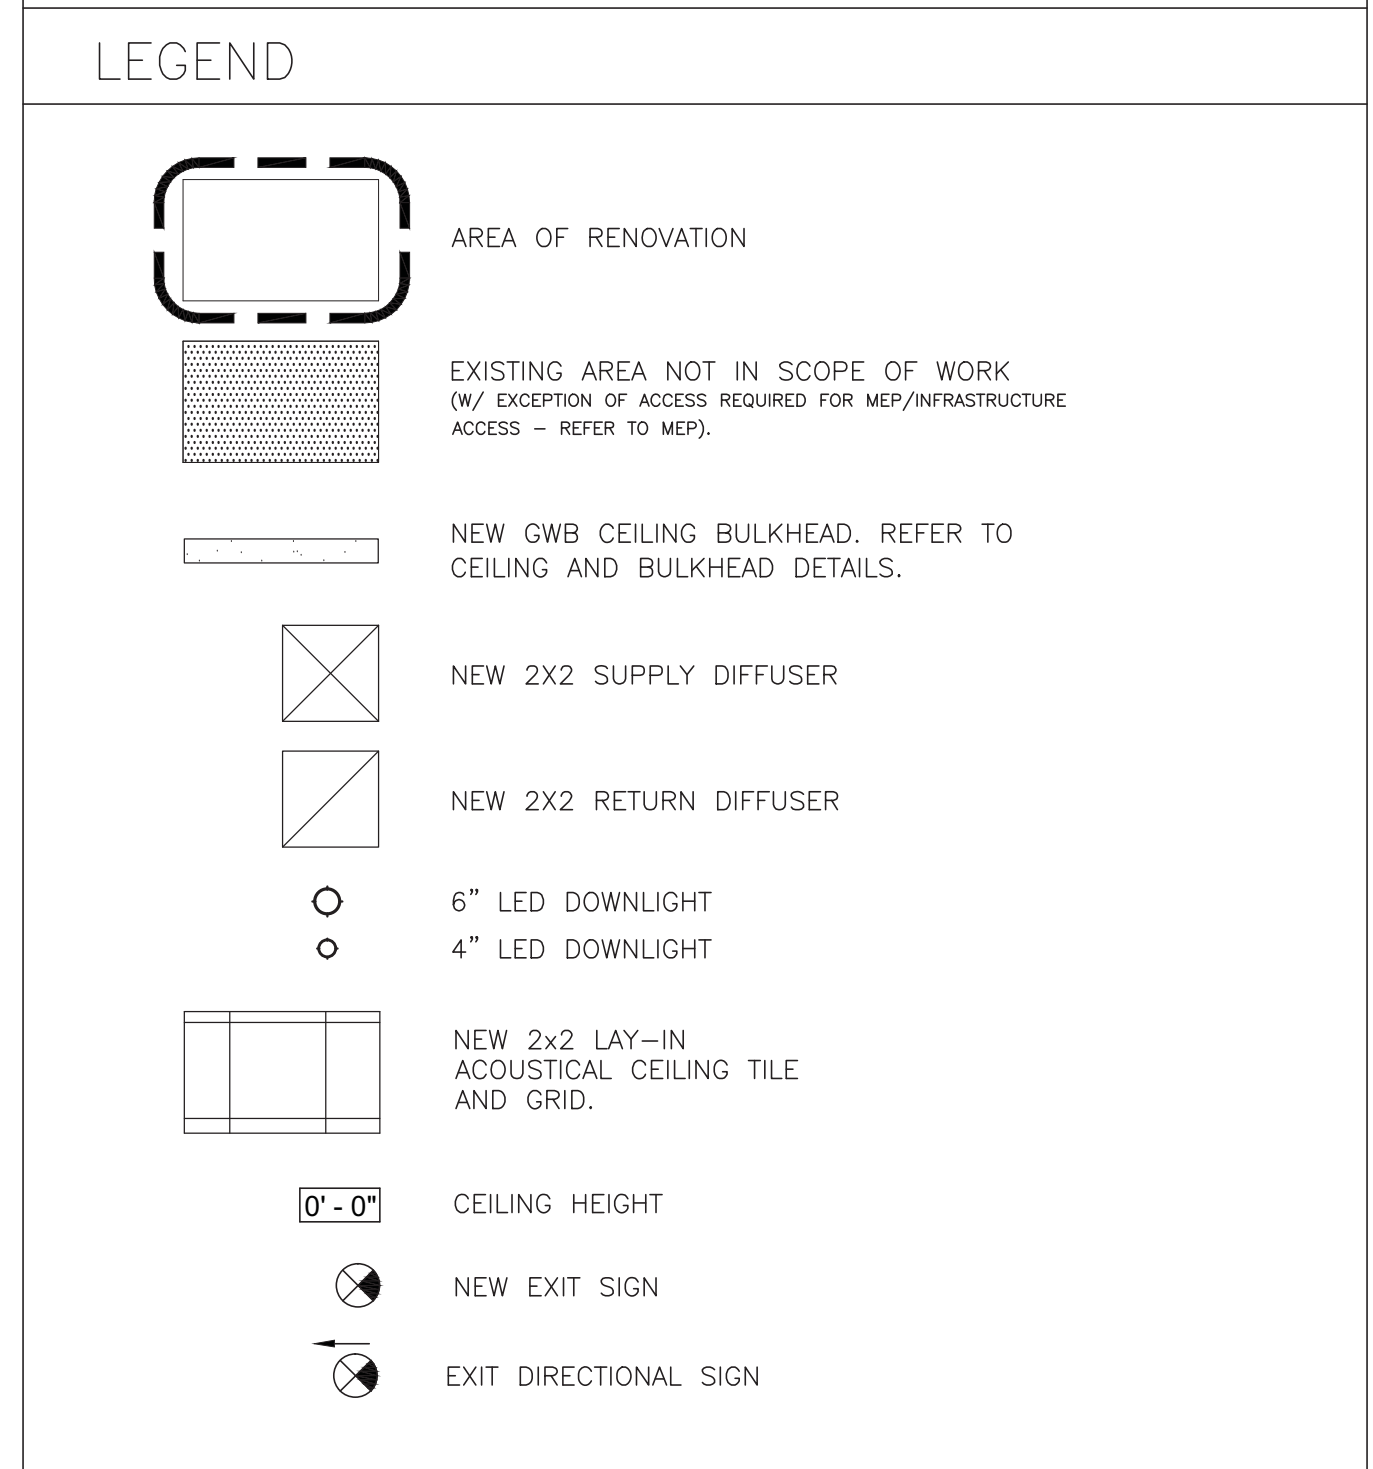 LEGEND
AREA OF RENOVATION
EXISTING AREA NOT IN SCOPE OF WORK
(W/ EXCEPTION OF ACCESS REQUIRED FOR MEP/INFRASTRUCTURE
ACCESS – REFER TO MEP).
NEW GWB CEILING BULKHEAD. REFER TO
CEILING AND BULKHEAD DETAILS.
NEW 2X2 SUPPLY DIFFUSER
NEW 2X2 RETURN DIFFUSER
6” LED DOWNLIGHT
4” LED DOWNLIGHT
NEW 2x2 LAY–IN
ACOUSTICAL CEILING TILE
AND GRID.
0' - 0" CEILING HEIGHT
NEW EXIT SIGN
EXIT DIRECTIONAL SIGN